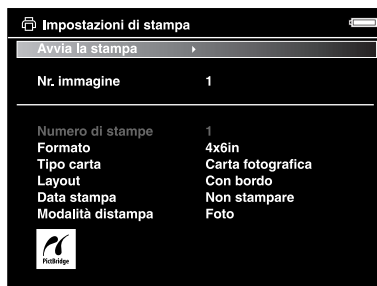 Impostazioni di stampa
Avvia la stampa
Nr. immagine 1
Numero di stampe 1
Formato 4x6in
Tipo carta Carta fotografica
Layout Con bordo
Data stampa Non stampare
Modalità distampa Foto
PictBridge